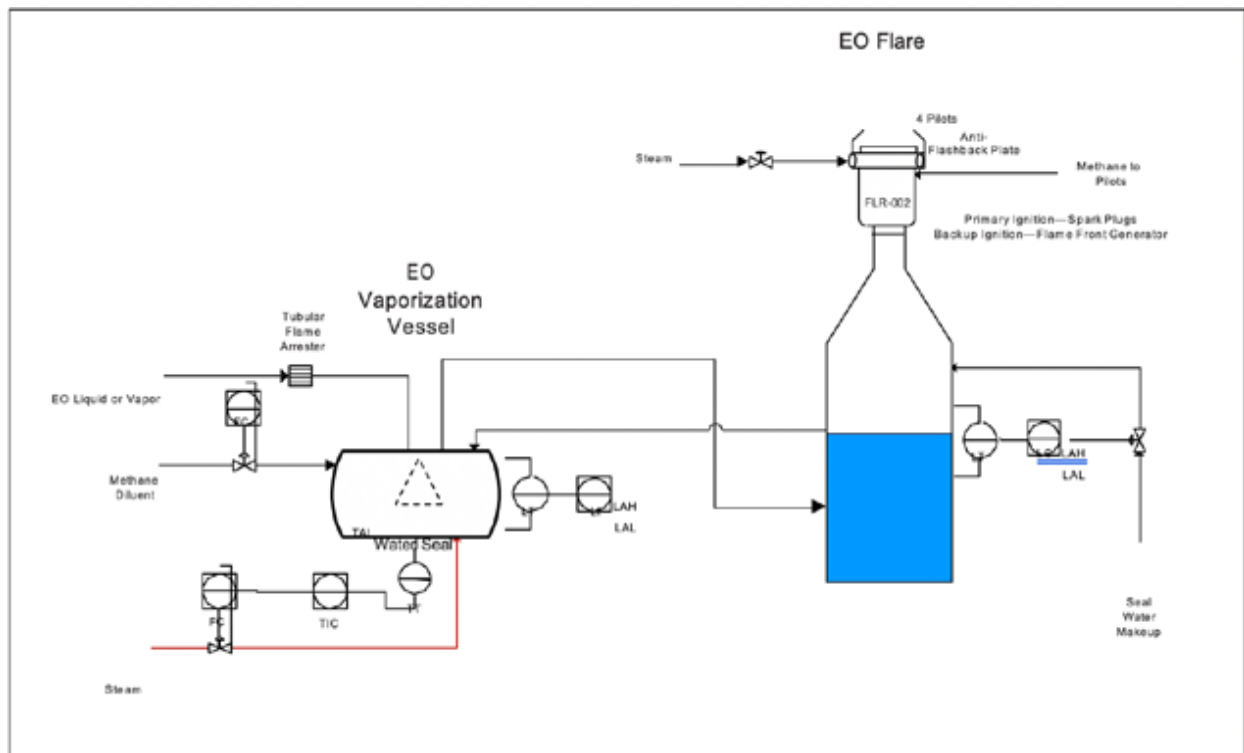 EO Flare
4 Pilots
Anti-
Flashback Plate
Steam
Methane to
Pilots
FLR-002
Primary Ignition—Spark Plugs
Backup Ignition—Flame Front Generator
EO
Vaporization
Vessel
Tubular
Flame
Arrester
EO Liquid or Vapor
FC
Methane
Diluent
LAH
LAL
LAH
LAL
TAL
Water Seal
FC
TIC
Seal
Water
Makeup
Steam